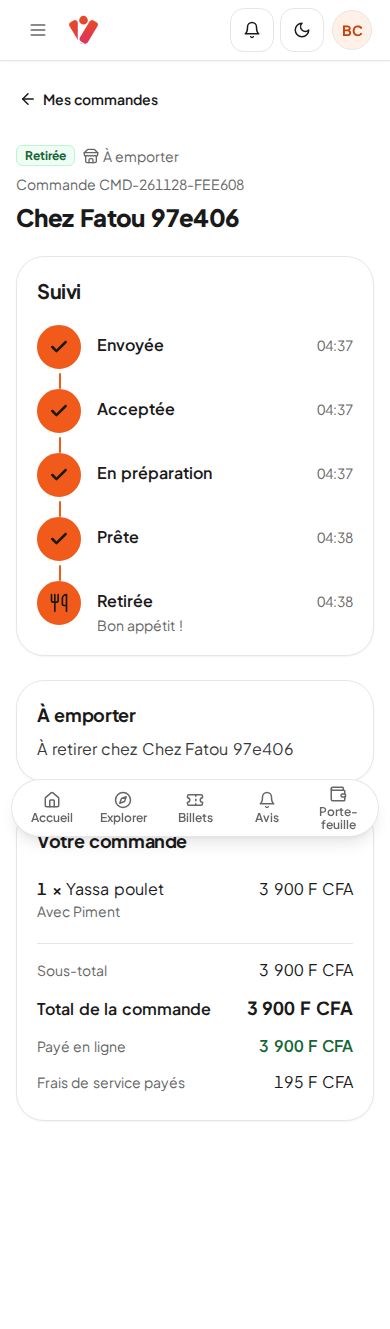 BC
Mes commandes
Retirée À emporter
Commande CMD-261128-FEE608
Chez Fatou 97e406
Suivi
Envoyée 04:37
Acceptée 04:37
En préparation 04:37
Prête 04:38
Retirée 04:38
Bon appétit !
À emporter
À retirer chez Chez Fatou 97e406
Accueil Explorer Billets Avis Porte-
feuille
Votre commande
1 × Yassa poulet 3 900 F CFA
Avec Piment
Sous-total 3 900 F CFA
Total de la commande 3 900 F CFA
Payé en ligne 3 900 F CFA
Frais de service payés 195 F CFA